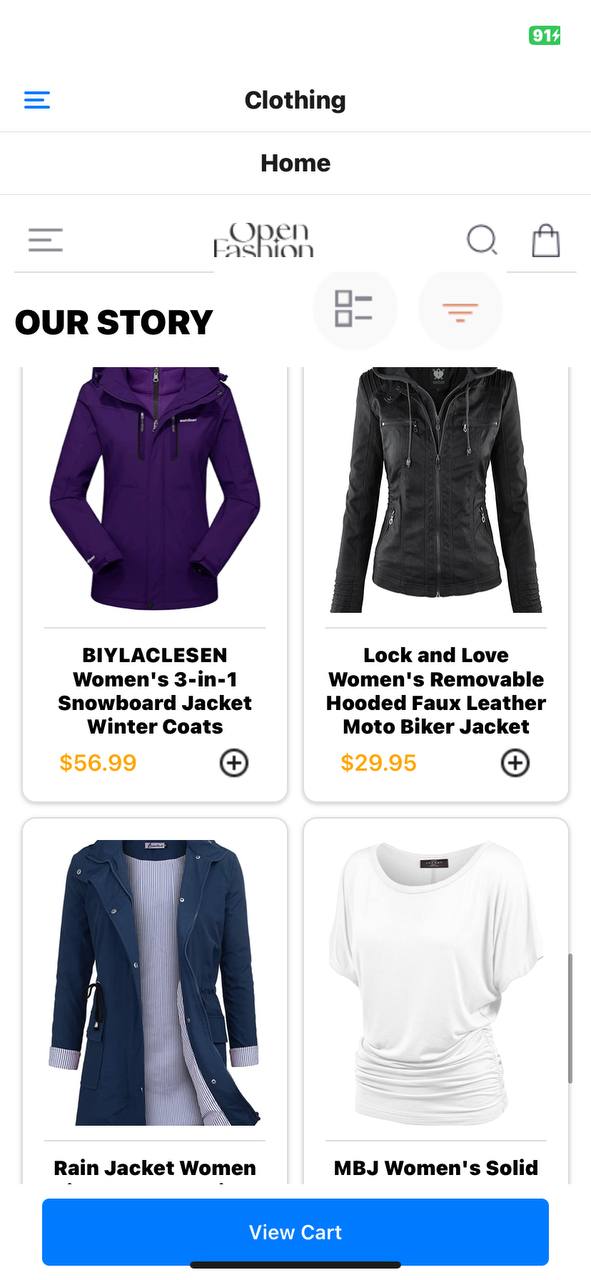 91
Clothing
Home
Open
Fashion
OUR STORY
BIYLACLESEN
Women's 3-in-1
Snowboard Jacket
Winter Coats
$56.99
Lock and Love
Women's Removable
Hooded Faux Leather
Moto Biker Jacket
$29.95
Rain Jacket Women
MBJ Women's Solid
View Cart